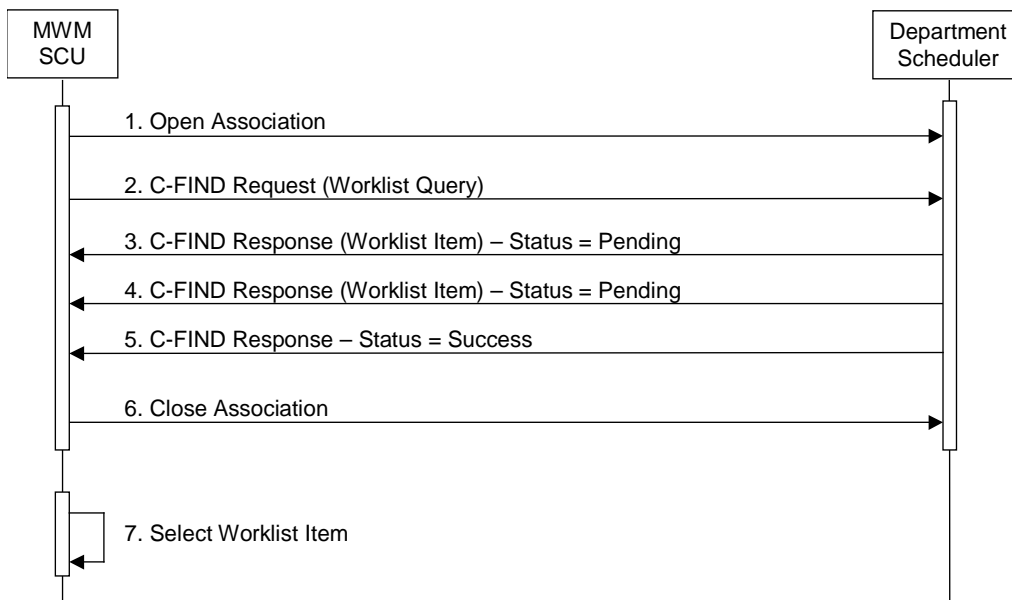 MWM
SCU
Department
Scheduler
1. Open Association
2. C-FIND Request (Worklist Query)
3. C-FIND Response (Worklist Item) – Status = Pending
4. C-FIND Response (Worklist Item) – Status = Pending
5. C-FIND Response – Status = Success
6. Close Association
7. Select Worklist Item